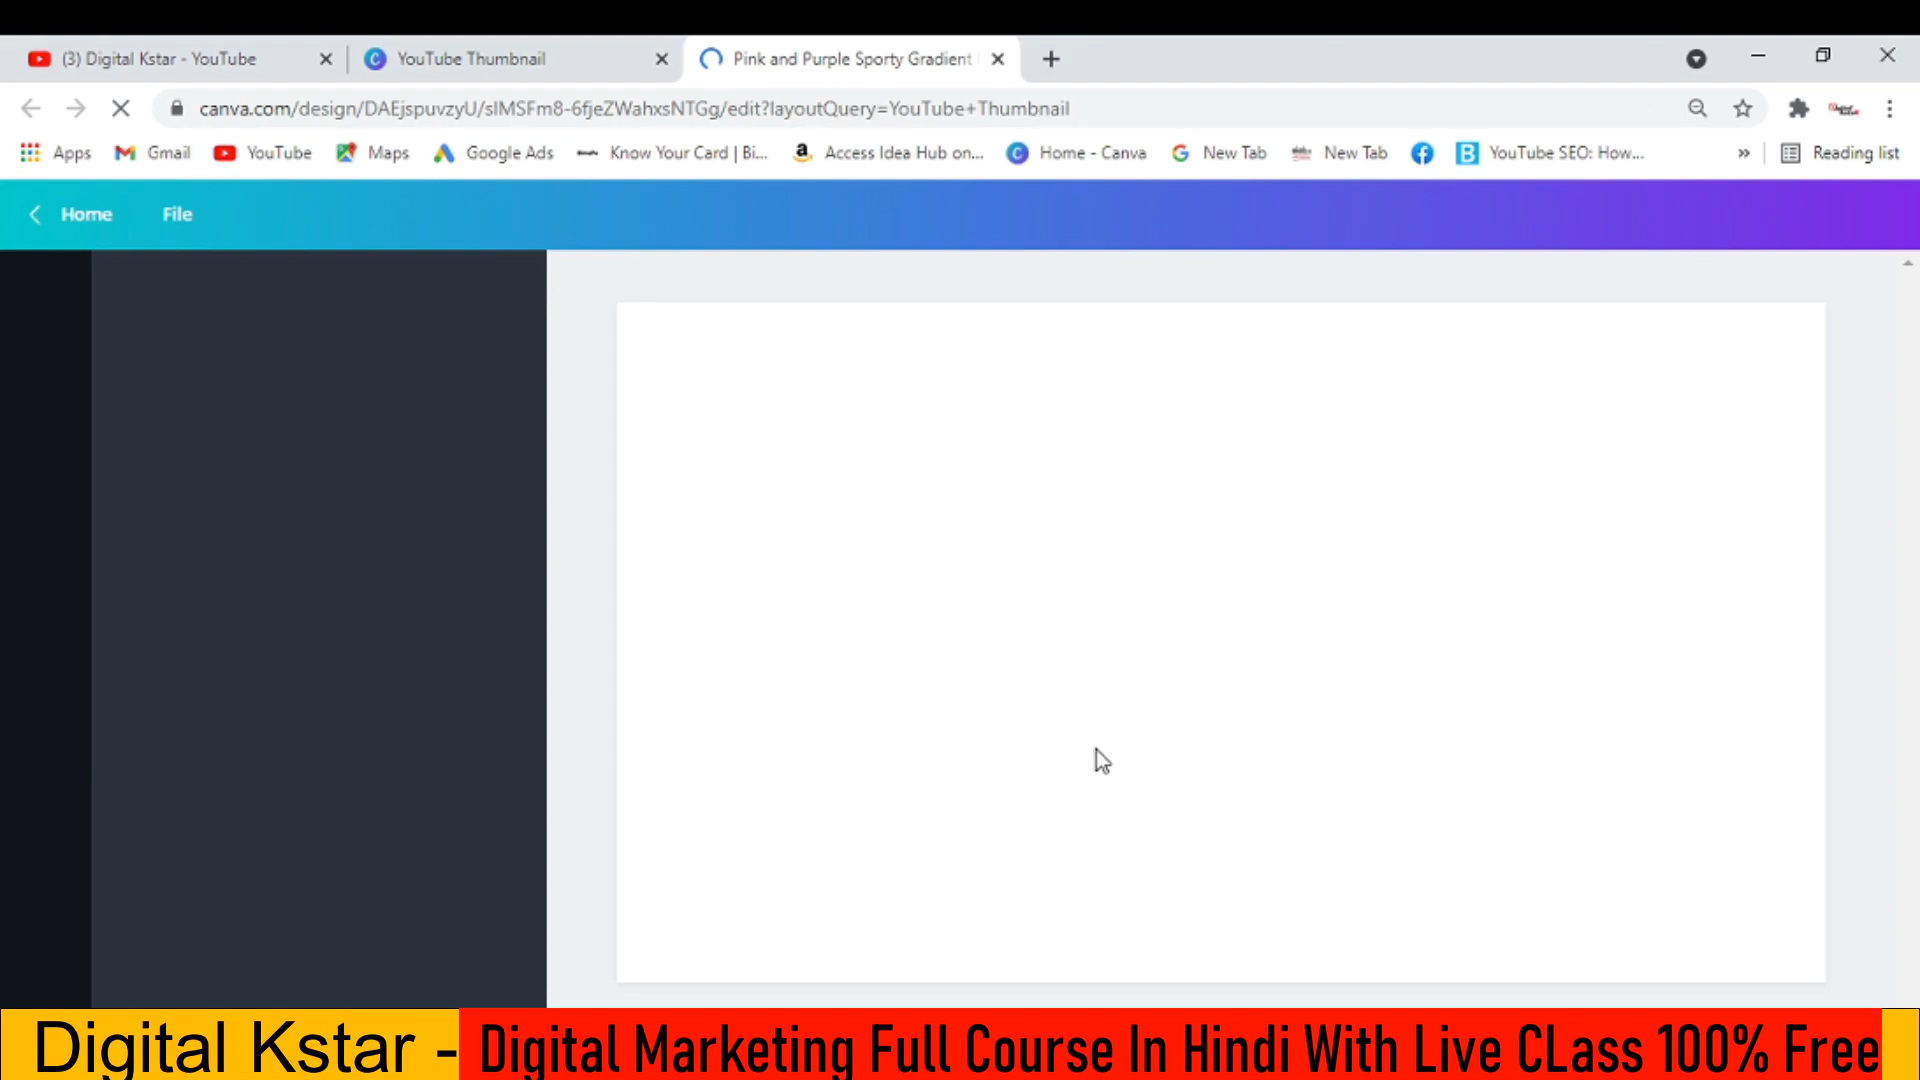 (3) Digital Kstar - YouTube
YouTube Thumbnail
Pink and Purple Sporty Gradient
canva.com/design/DAEjspuvzyU/slMSFm8-6fjeZWahxsNTGg/edit?layoutQuery=YouTube+Thumbnail
Apps Gmail YouTube Maps Google Ads Know Your Card | Bi... Access Idea Hub on... Home - Canva New Tab New Tab YouTube SEO: How... » Reading list
Home File
Digital Kstar - Digital Marketing Full Course In Hindi With Live CLass 100% Free